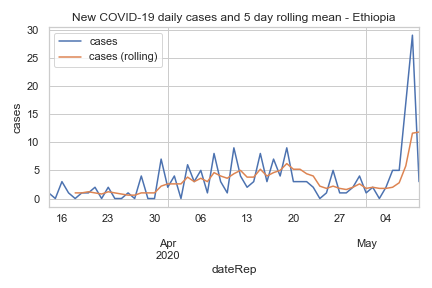 New COVID-19 daily cases and 5 day rolling mean - Ethiopia
cases
cases (rolling)
30
25
20
15
10
5
0
cases
16 23 30 06 13 20 27 04
Apr May
2020
dateRep